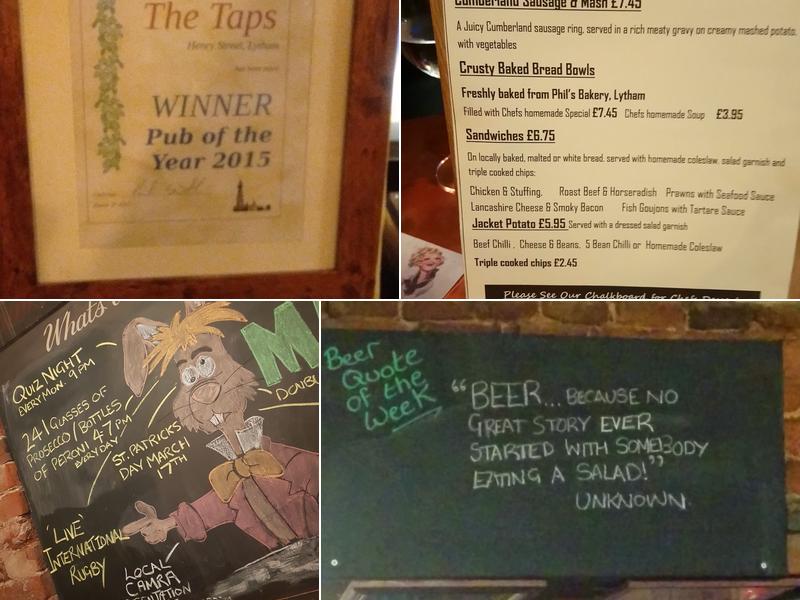 The Taps
Henry Street, Lytham
has been voted
WINNER
Pub of the
Year 2015
Cumberland Sausage & Mash £7.45
A Juicy Cumberland sausage ring, served in a rich meaty gravy on creamy mashed potato,
with vegetables
Crusty Baked Bread Bowls
Freshly baked from Phil's Bakery, Lytham
Filled with Chefs homemade Special £7.45 Chefs homemade Soup £3.95
Sandwiches £6.75
On locally baked, malted or white bread, served with homemade coleslaw, salad garnish and
triple cooked chips:
Chicken & Stuffing, Roast Beef & Horseradish Prawns with Seafood Sauce
Lancashire Cheese & Smoky Bacon Fish Goujons with Tartare Sauce
Jacket Potato £5.95 Served with a dressed salad garnish
Beef Chilli , Cheese & Beans, 5 Bean Chilli or Homemade Coleslaw
Triple cooked chips £2.45
Please See Our Chalkboard for Chefs
What's
QUIZ NIGHT
EVERY MON. 9PM
241 GLASSES OF
PROSECCO/BOTTLES
OF PERONI 4-7PM
EVERY DAY
ST. PATRICKS
DAY MARCH
17TH
'LIVE'
INTERNATIONAL
RUGBY
LOCAL
CAMRA
Beer
Quote
of the
Week
"BEER... BECAUSE NO
GREAT STORY EVER
STARTED WITH SOMEBODY
EATING A SALAD!"
UNKNOWN.